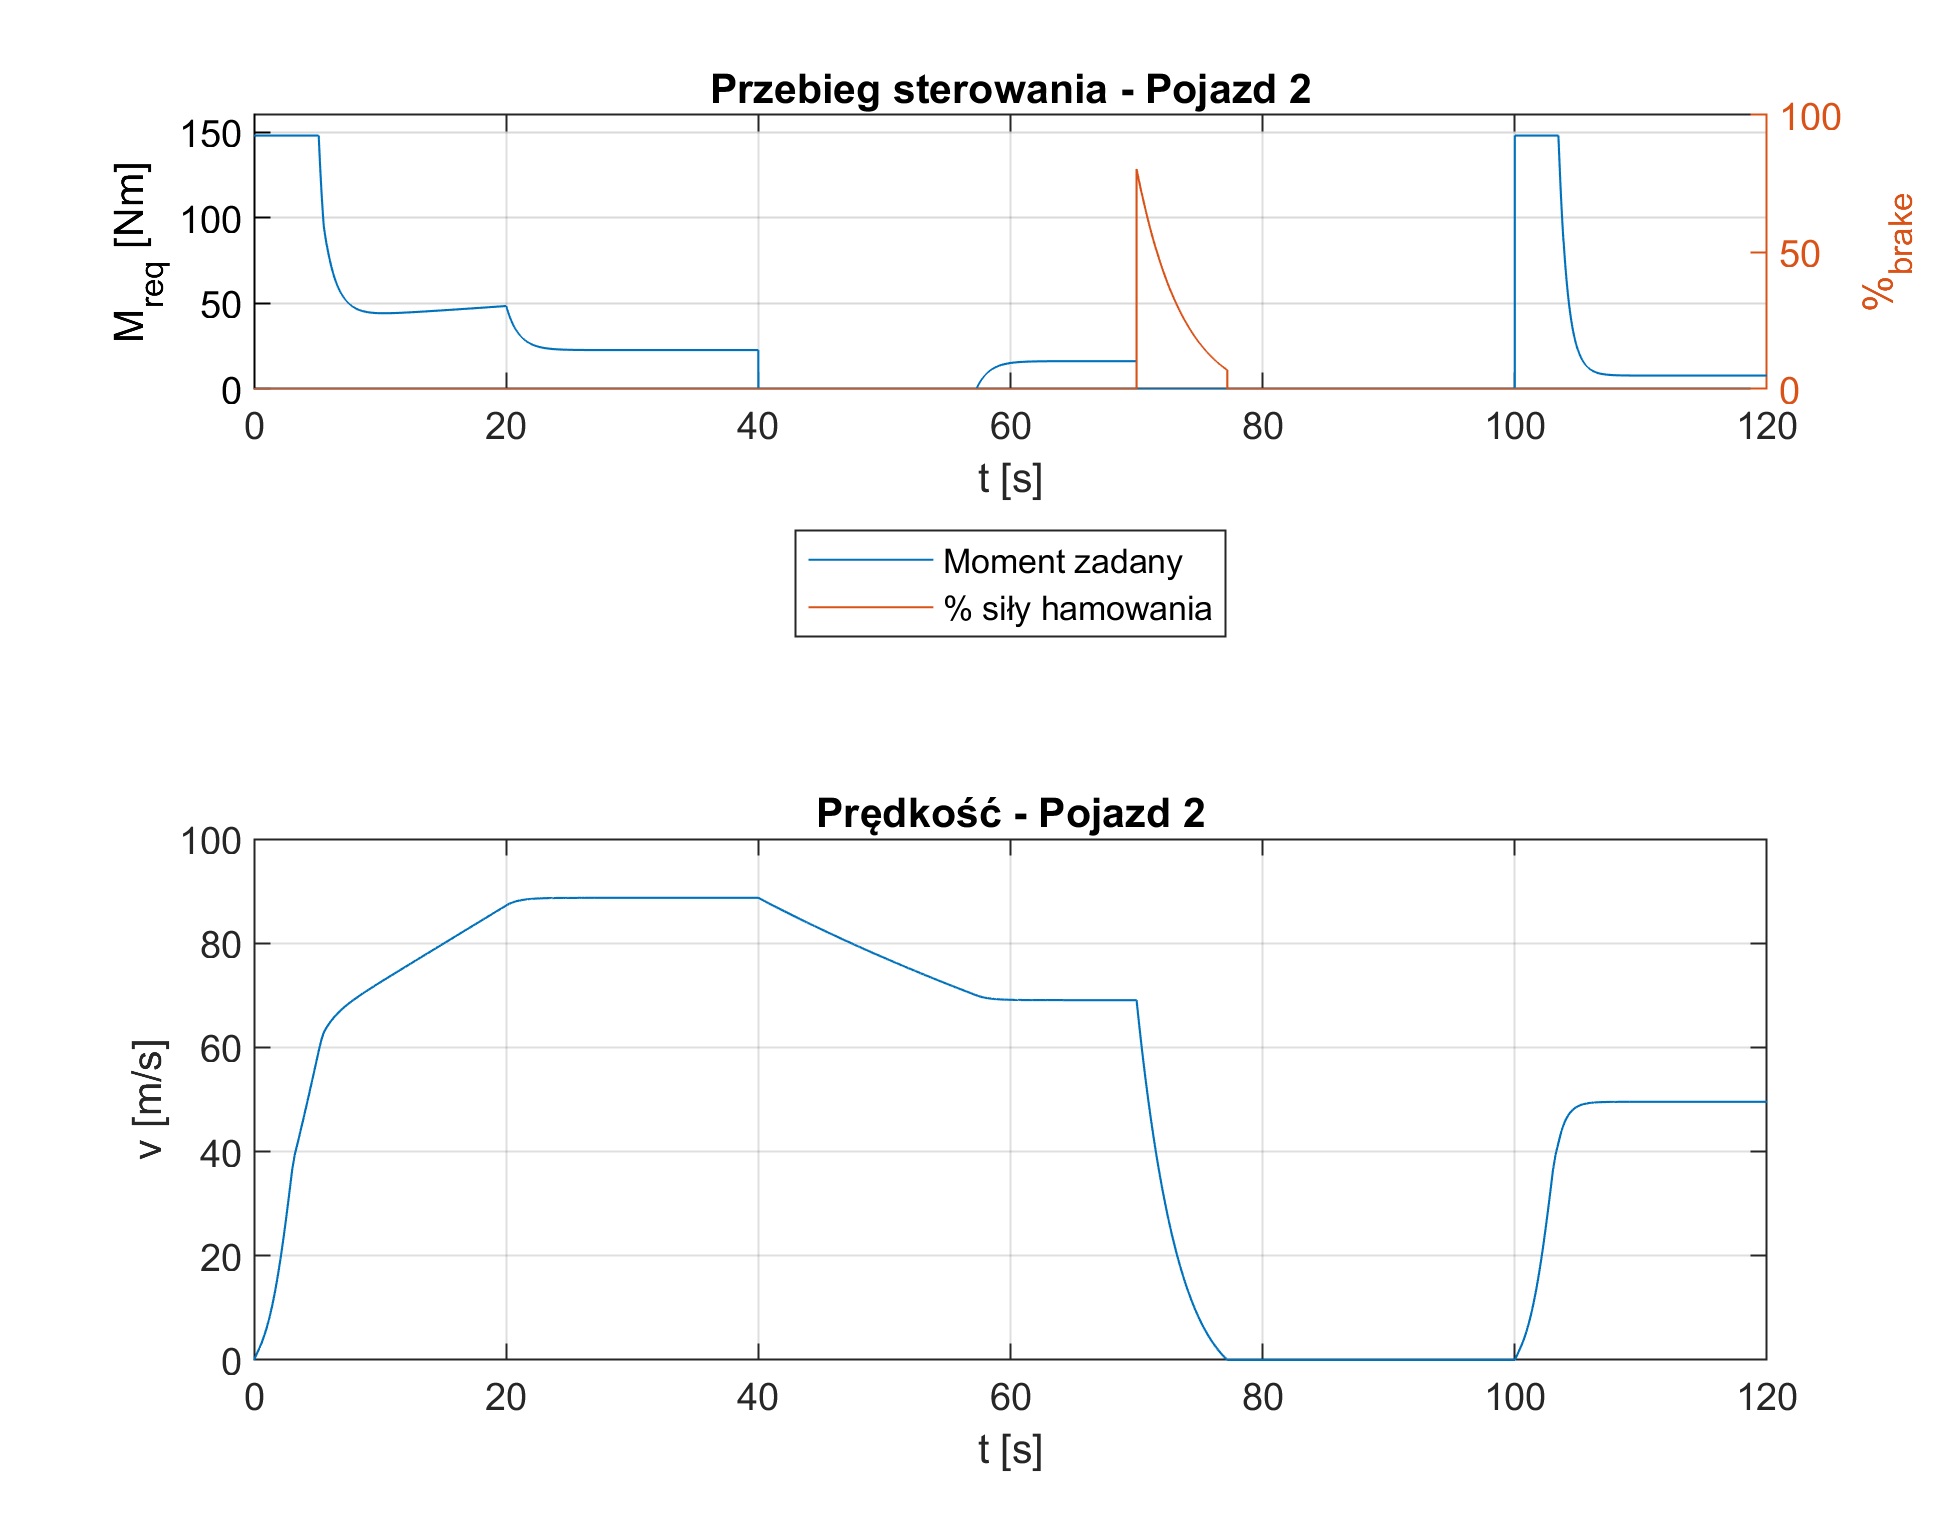 Przebieg sterowania - Pojazd 2
150
100
50
0
M_req [Nm]
100
50
0
%_brake
0 20 40 60 80 100 120
t [s]
Moment zadany
% siły hamowania
Prędkość - Pojazd 2
100
80
60
40
20
0
v [m/s]
0 20 40 60 80 100 120
t [s]